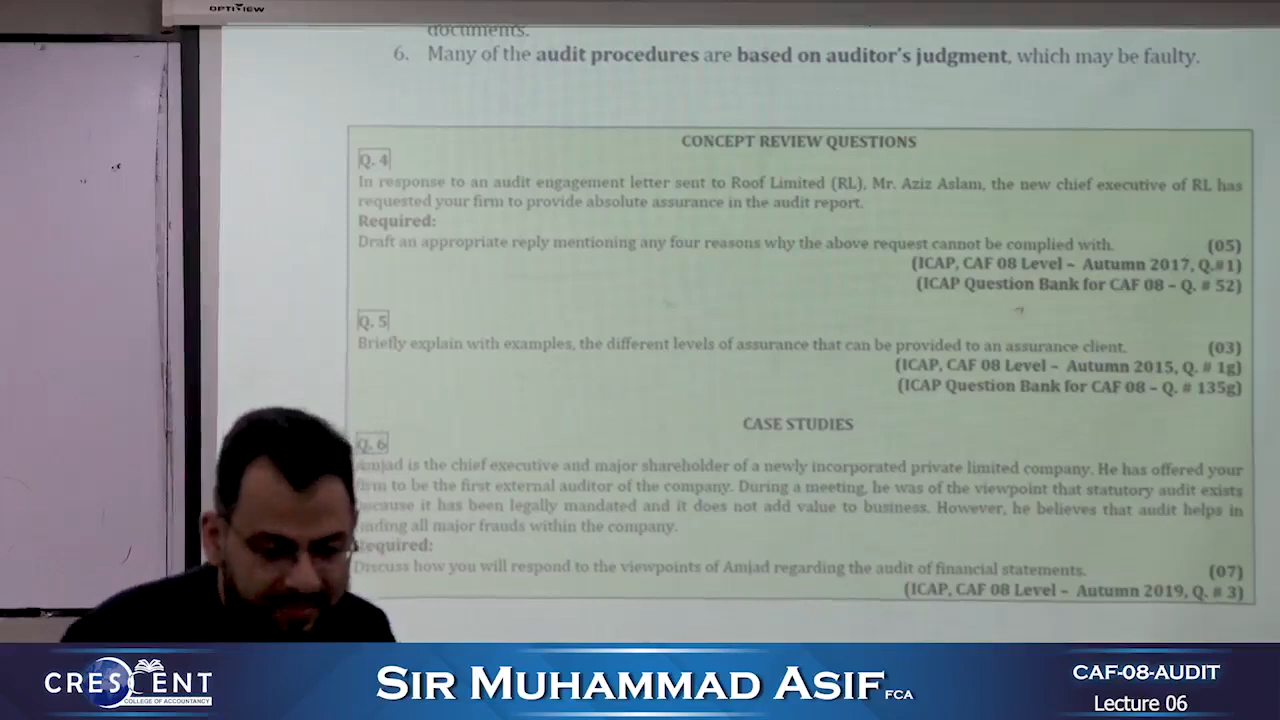 OPTIVIEW
documents.
6. Many of the audit procedures are based on auditor's judgment, which may be faulty.
CONCEPT REVIEW QUESTIONS
Q. 4
In response to an audit engagement letter sent to Roof Limited (RL), Mr. Aziz Aslam, the new chief executive of RL has
requested your firm to provide absolute assurance in the audit report.
Required:
Draft an appropriate reply mentioning any four reasons why the above request cannot be complied with. (05)
(ICAP, CAF 08 Level – Autumn 2017, Q.#1)
(ICAP Question Bank for CAF 08 – Q. # 52)
Q. 5
Briefly explain with examples, the different levels of assurance that can be provided to an assurance client. (03)
(ICAP, CAF 08 Level – Autumn 2015, Q. # 1g)
(ICAP Question Bank for CAF 08 – Q. # 135g)
CASE STUDIES
Q. 6
Amjad is the chief executive and major shareholder of a newly incorporated private limited company. He has offered your
firm to be the first external auditor of the company. During a meeting, he was of the viewpoint that statutory audit exists
because it has been legally mandated and it does not add value to business. However, he believes that audit helps in
all major frauds within the company.
Required:
Discuss how you will respond to the viewpoints of Amjad regarding the audit of financial statements. (07)
(ICAP, CAF 08 Level – Autumn 2019, Q. # 3)
CRESCENT
COLLEGE OF ACCOUNTANCY
SIR MUHAMMAD ASIF FCA
CAF-08-AUDIT
Lecture 06